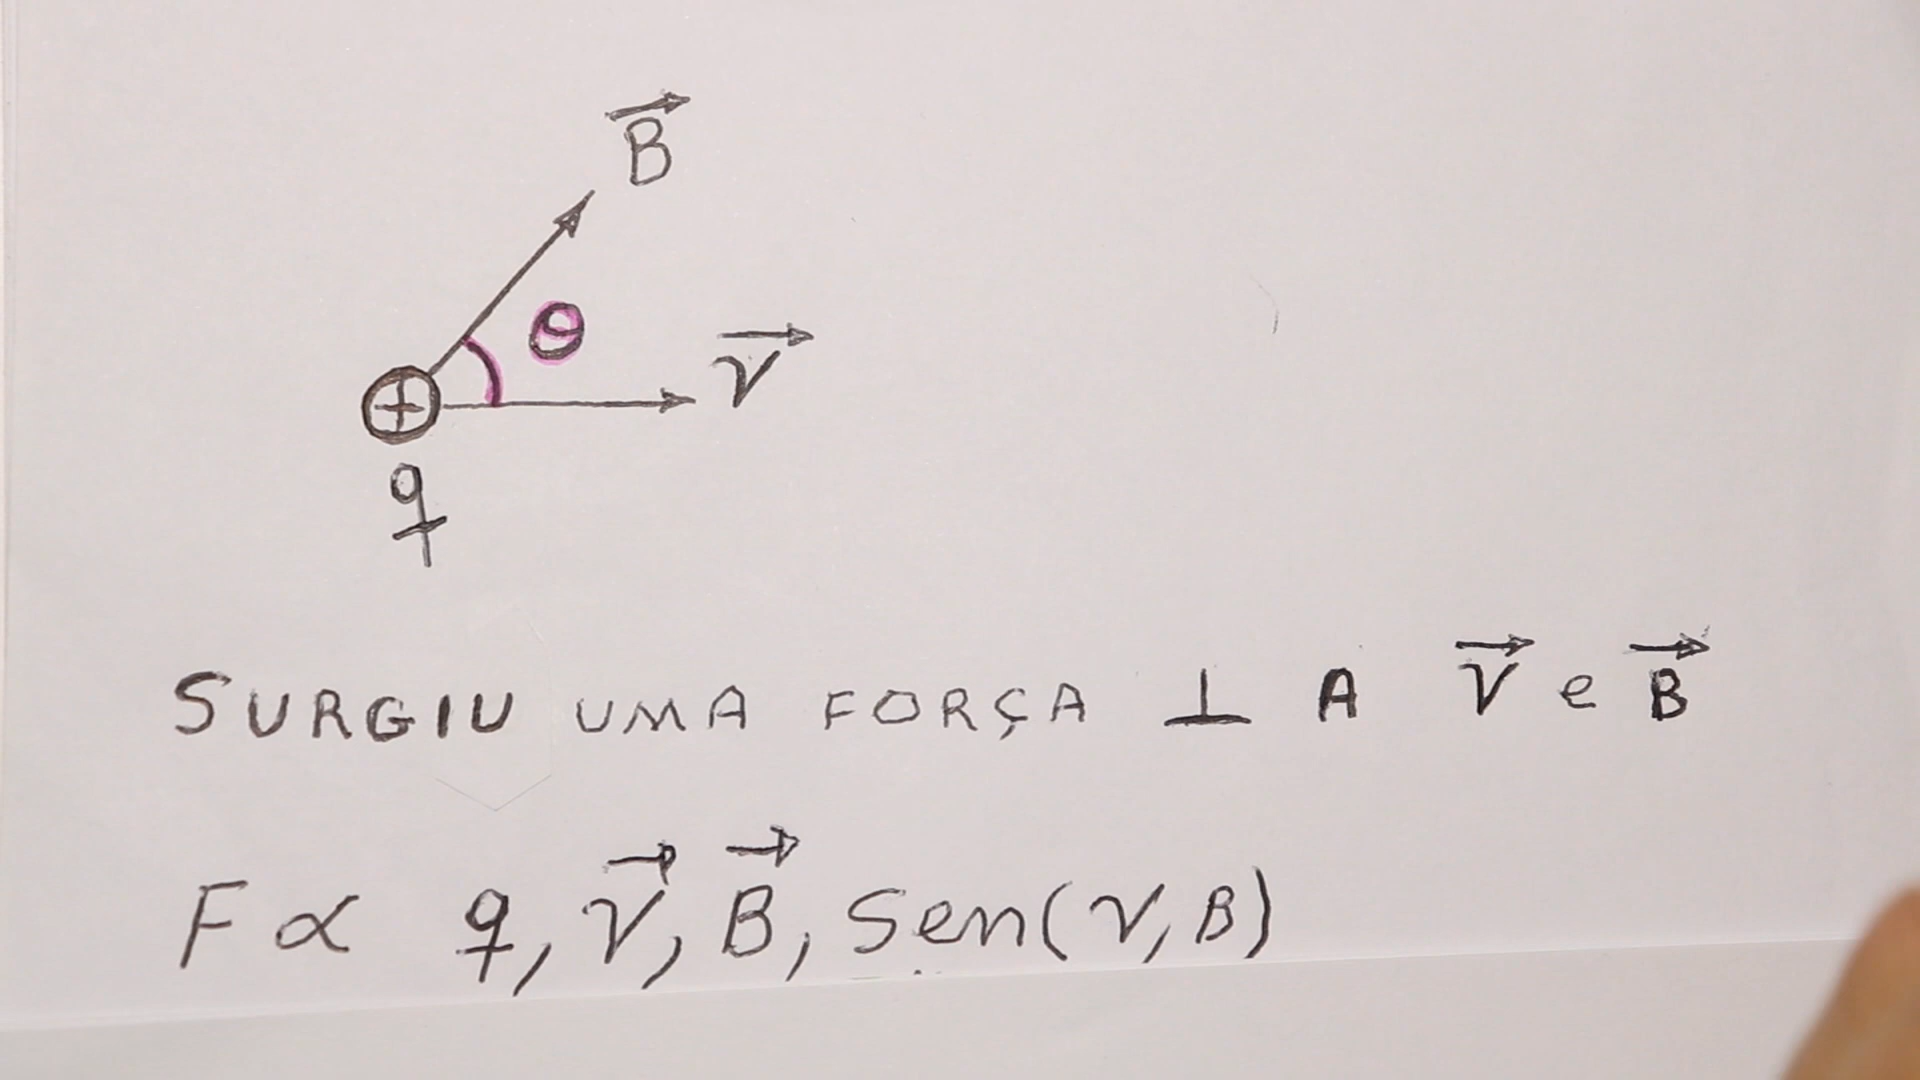 B⃗
θ
v⃗
+
q
SURGIU UMA FORÇA ⊥ A v⃗ e B⃗
F ∝ q, v⃗, B⃗, Sen(v, B)